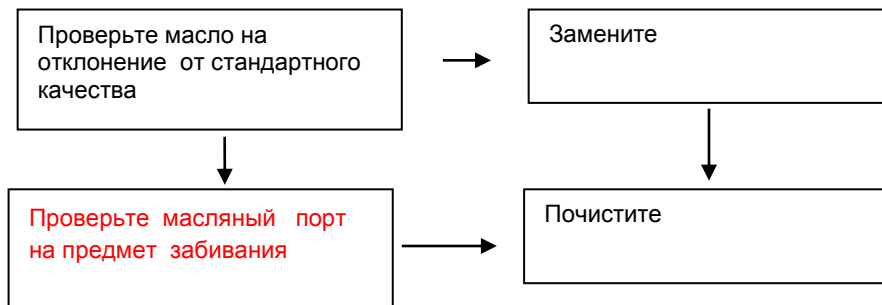 Проверьте масло на
отклонение от стандартного
качества
Замените
Проверьте масляный порт
на предмет забивания
Почистите